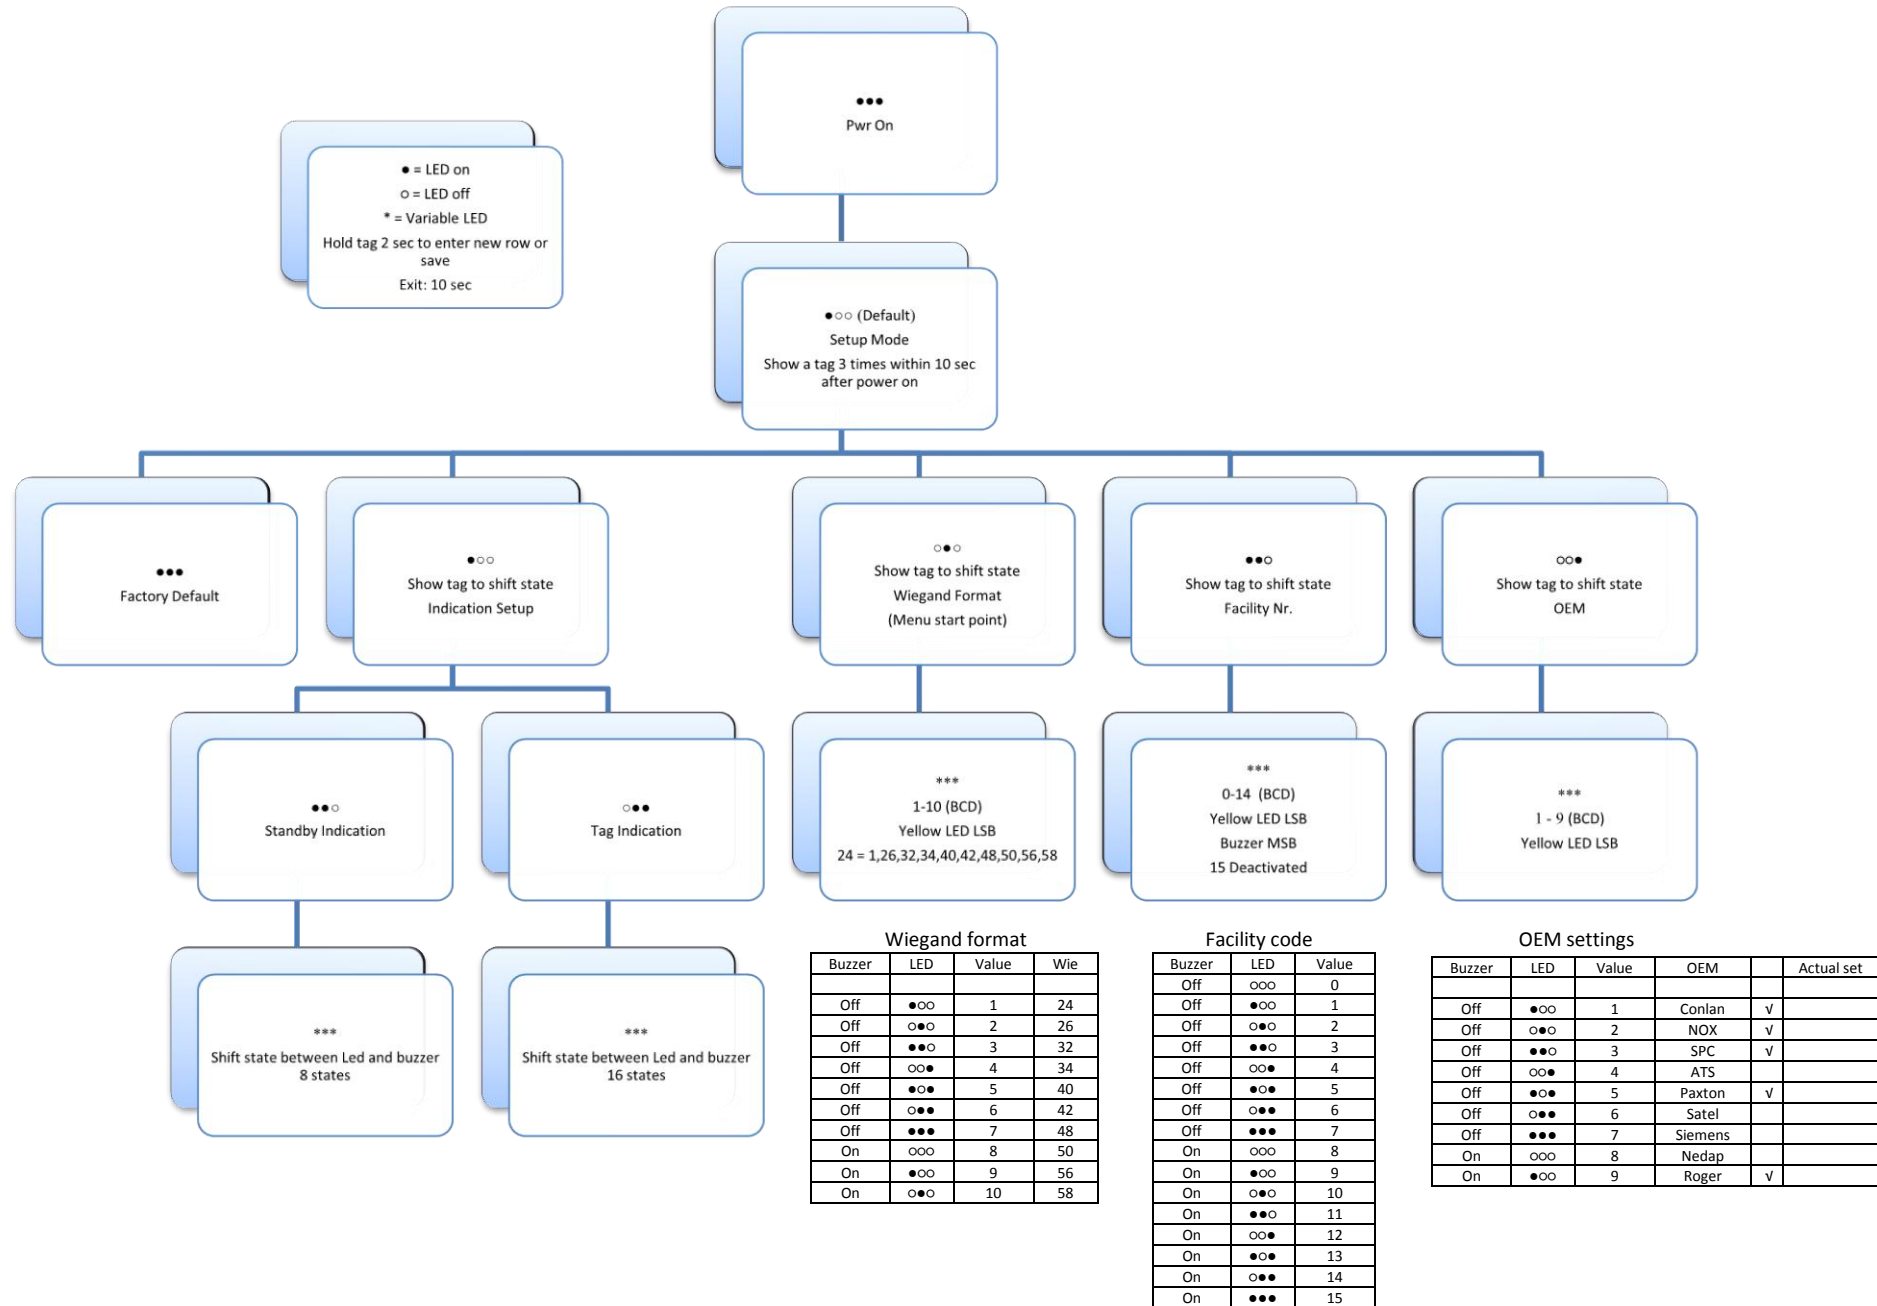 ●●●
Pwr On
● = LED on
○ = LED off
* = Variable LED
Hold tag 2 sec to enter new row or
save
Exit: 10 sec
●○○ (Default)
Setup Mode
Show a tag 3 times within 10 sec
after power on
●●●
Factory Default
●○○
Show tag to shift state
Indication Setup
○●○
Show tag to shift state
Wiegand Format
(Menu start point)
●●○
Show tag to shift state
Facility Nr.
○○●
Show tag to shift state
OEM
●●○
Standby Indication
○●●
Tag Indication
***
1-10 (BCD)
Yellow LED LSB
24 = 1,26,32,34,40,42,48,50,56,58
***
0-14 (BCD)
Yellow LED LSB
Buzzer MSB
15 Deactivated
***
1 - 9 (BCD)
Yellow LED LSB
***
Shift state between Led and buzzer
8 states
***
Shift state between Led and buzzer
16 states
Wiegand format
Buzzer LED Value Wie
Off ●○○ 1 24
Off ○●○ 2 26
Off ●●○ 3 32
Off ○○● 4 34
Off ●○● 5 40
Off ○●● 6 42
Off ●●● 7 48
On ○○○ 8 50
On ●○○ 9 56
On ○●○ 10 58
Facility code
Buzzer LED Value
Off ○○○ 0
Off ●○○ 1
Off ○●○ 2
Off ●●○ 3
Off ○○● 4
Off ●○● 5
Off ○●● 6
Off ●●● 7
On ○○○ 8
On ●○○ 9
On ○●○ 10
On ●●○ 11
On ○○● 12
On ●○● 13
On ○●● 14
On ●●● 15
OEM settings
Buzzer LED Value OEM Actual set
Off ●○○ 1 Conlan √
Off ○●○ 2 NOX √
Off ●●○ 3 SPC √
Off ○○● 4 ATS
Off ●○● 5 Paxton √
Off ○●● 6 Satel
Off ●●● 7 Siemens
On ○○○ 8 Nedap
On ●○○ 9 Roger √